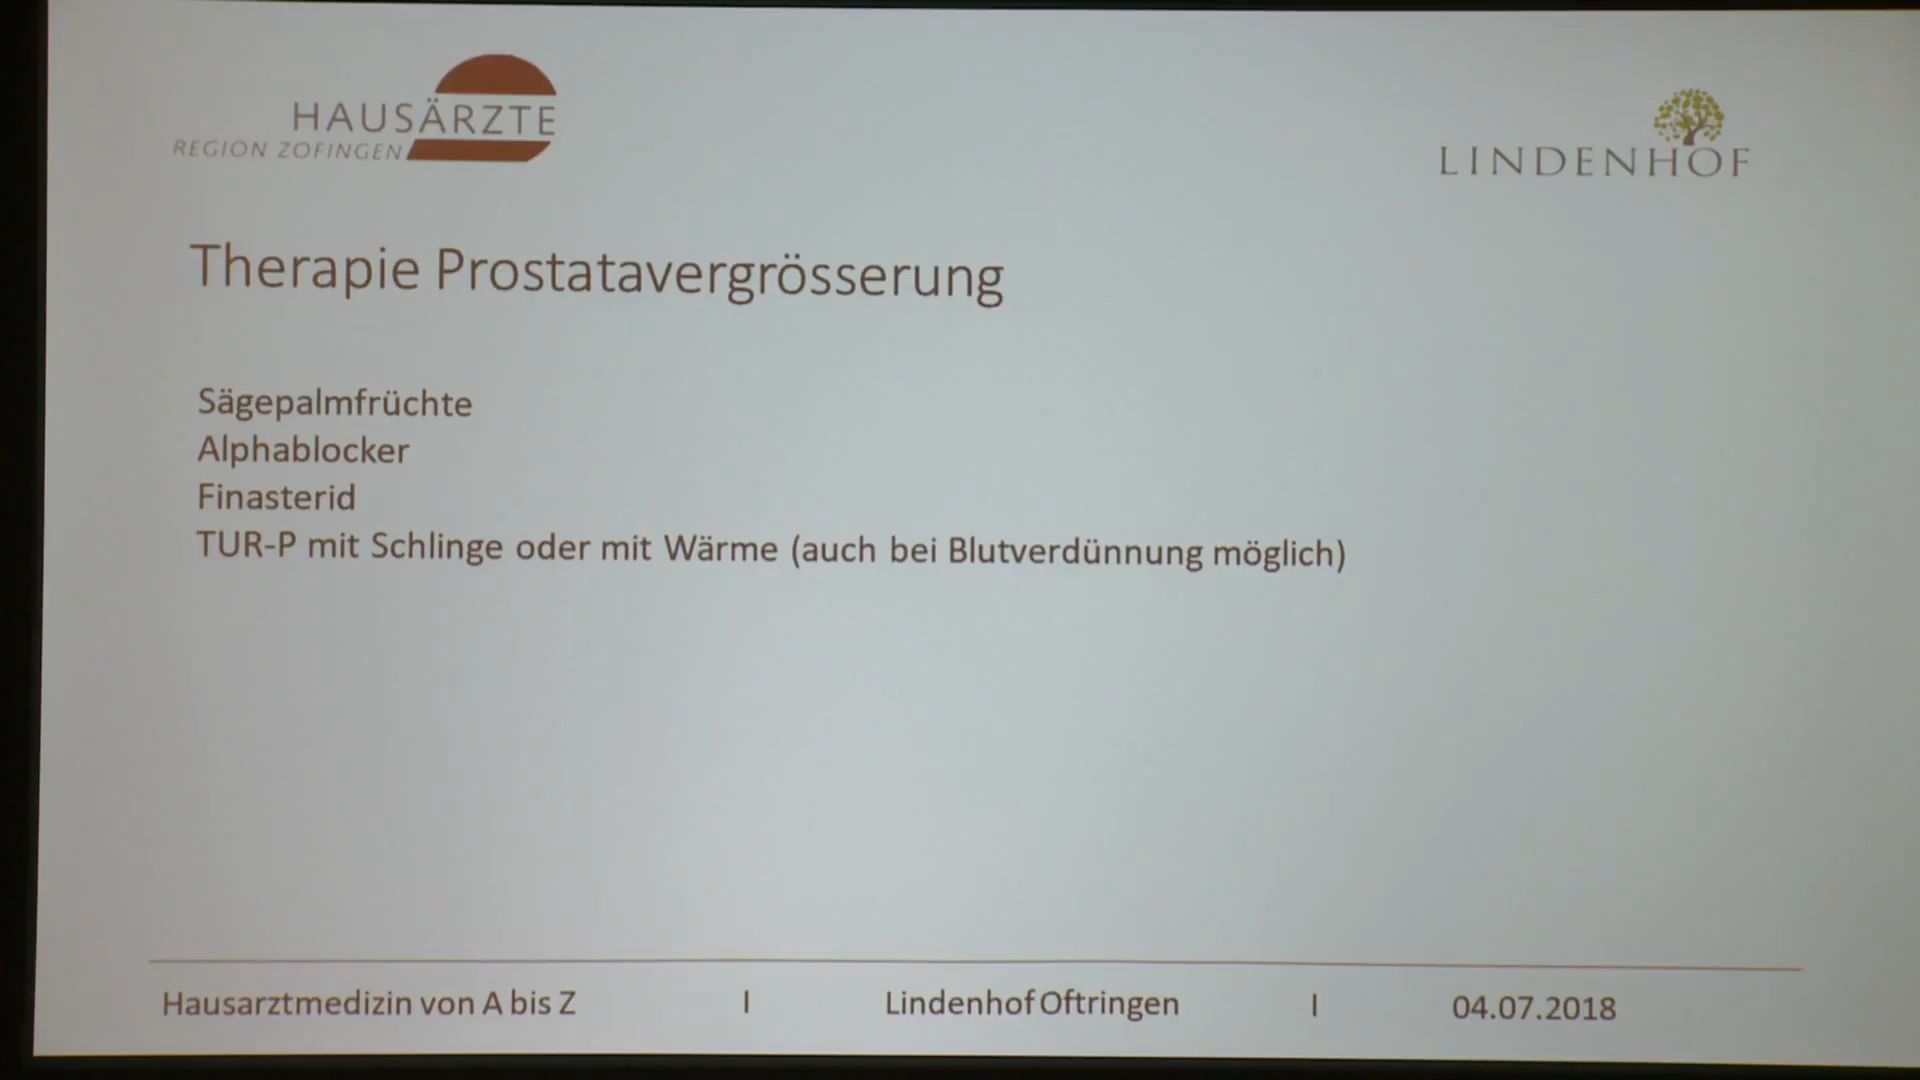 HAUSÄRZTE
REGION ZOFINGEN
LINDENHOF
Therapie Prostatavergrösserung
Sägepalmfrüchte
Alphablocker
Finasterid
TUR-P mit Schlinge oder mit Wärme (auch bei Blutverdünnung möglich)
Hausarztmedizin von A bis Z | Lindenhof Oftringen | 04.07.2018